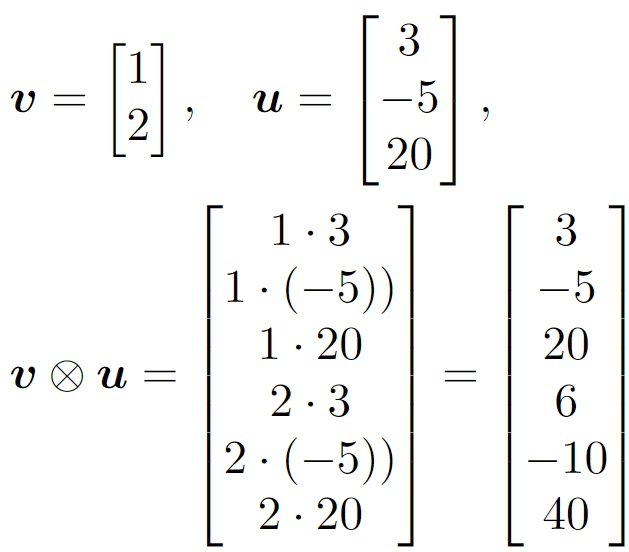 v = [1 2], u = [3 −5 20],
v ⊗ u = [1 · 3 1 · (−5)) 1 · 20 2 · 3 2 · (−5)) 2 · 20] = [3 −5 20 6 −10 40]